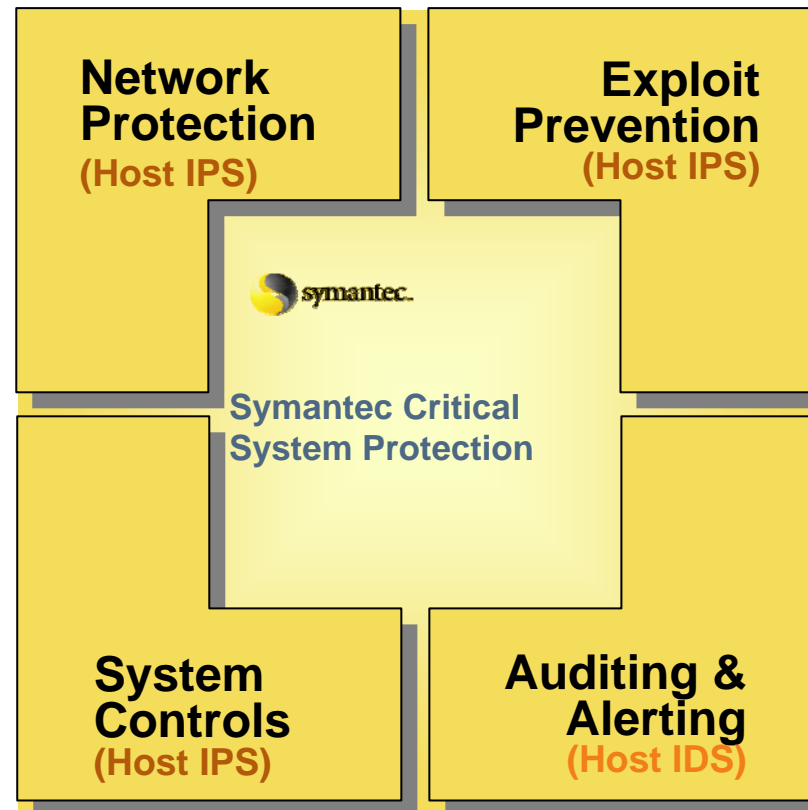 Network
Protection
(Host IPS)
Exploit
Prevention
(Host IPS)
symantec.
Symantec Critical
System Protection
System
Controls
(Host IPS)
Auditing &
Alerting
(Host IDS)